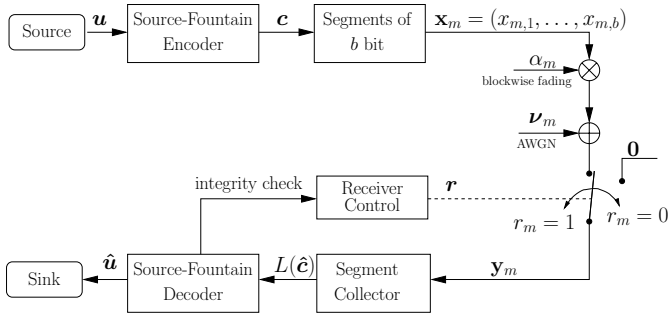 Source
u
Source-Fountain
Encoder
c
Segments of
b bit
x_m = (x_{m,1}, . . . , x_{m,b})
α_m
blockwise fading
ν_m
AWGN
0
integrity check
Receiver
Control
r
r_m = 1
r_m = 0
Sink
û
Source-Fountain
Decoder
L(ĉ)
Segment
Collector
y_m